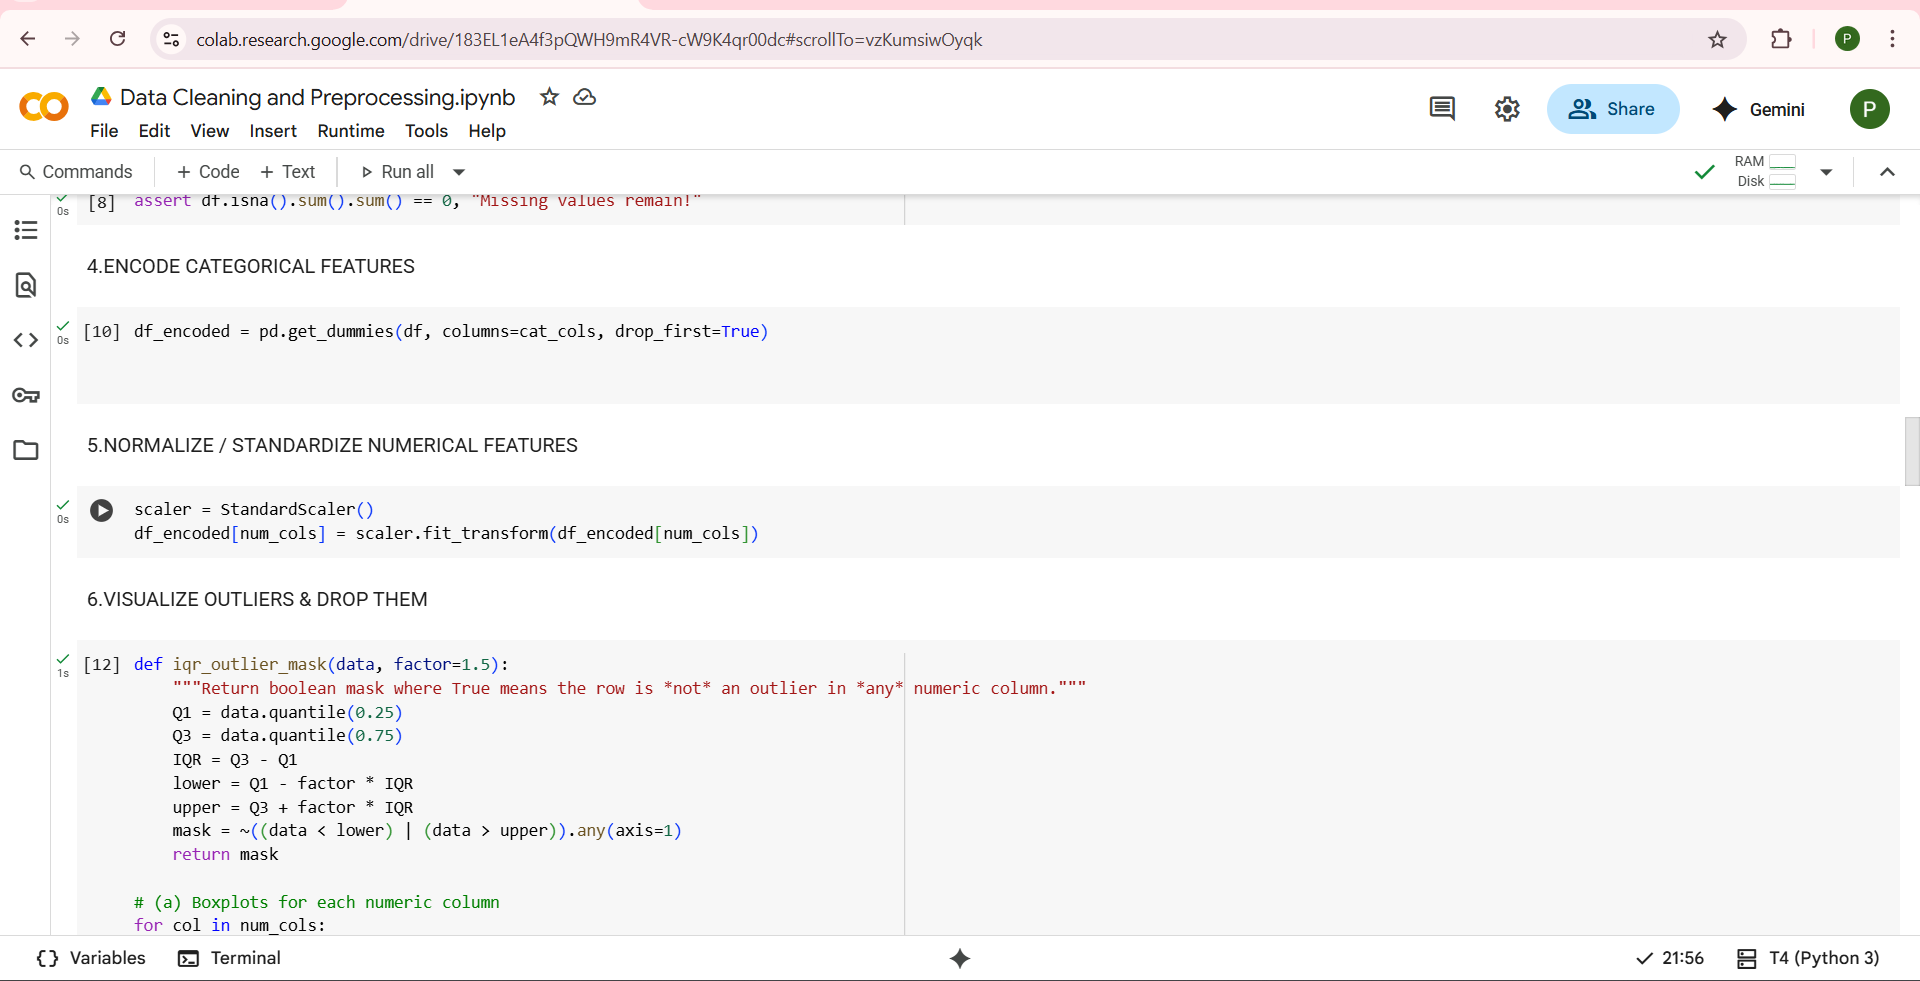 colab.research.google.com/drive/183EL1eA4f3pQWH9mR4VR-cW9K4qr00dc#scrollTo=vzKumsiwOyqk
P
Data Cleaning and Preprocessing.ipynb
File Edit View Insert Runtime Tools Help
Share
Gemini
P
Commands + Code + Text Run all
RAM
Disk
0s [8] assert df.isna().sum().sum() == 0, "Missing values remain!"
4.ENCODE CATEGORICAL FEATURES
[10] df_encoded = pd.get_dummies(df, columns=cat_cols, drop_first=True)
0s
5.NORMALIZE / STANDARDIZE NUMERICAL FEATURES
scaler = StandardScaler()
0s
df_encoded[num_cols] = scaler.fit_transform(df_encoded[num_cols])
6.VISUALIZE OUTLIERS & DROP THEM
[12] def iqr_outlier_mask(data, factor=1.5):
1s
"""Return boolean mask where True means the row is *not* an outlier in *any* numeric column."""
Q1 = data.quantile(0.25)
Q3 = data.quantile(0.75)
IQR = Q3 - Q1
lower = Q1 - factor * IQR
upper = Q3 + factor * IQR
mask = ~((data < lower) | (data > upper)).any(axis=1)
return mask
# (a) Boxplots for each numeric column
for col in num_cols:
{} Variables
Terminal
21:56
T4 (Python 3)